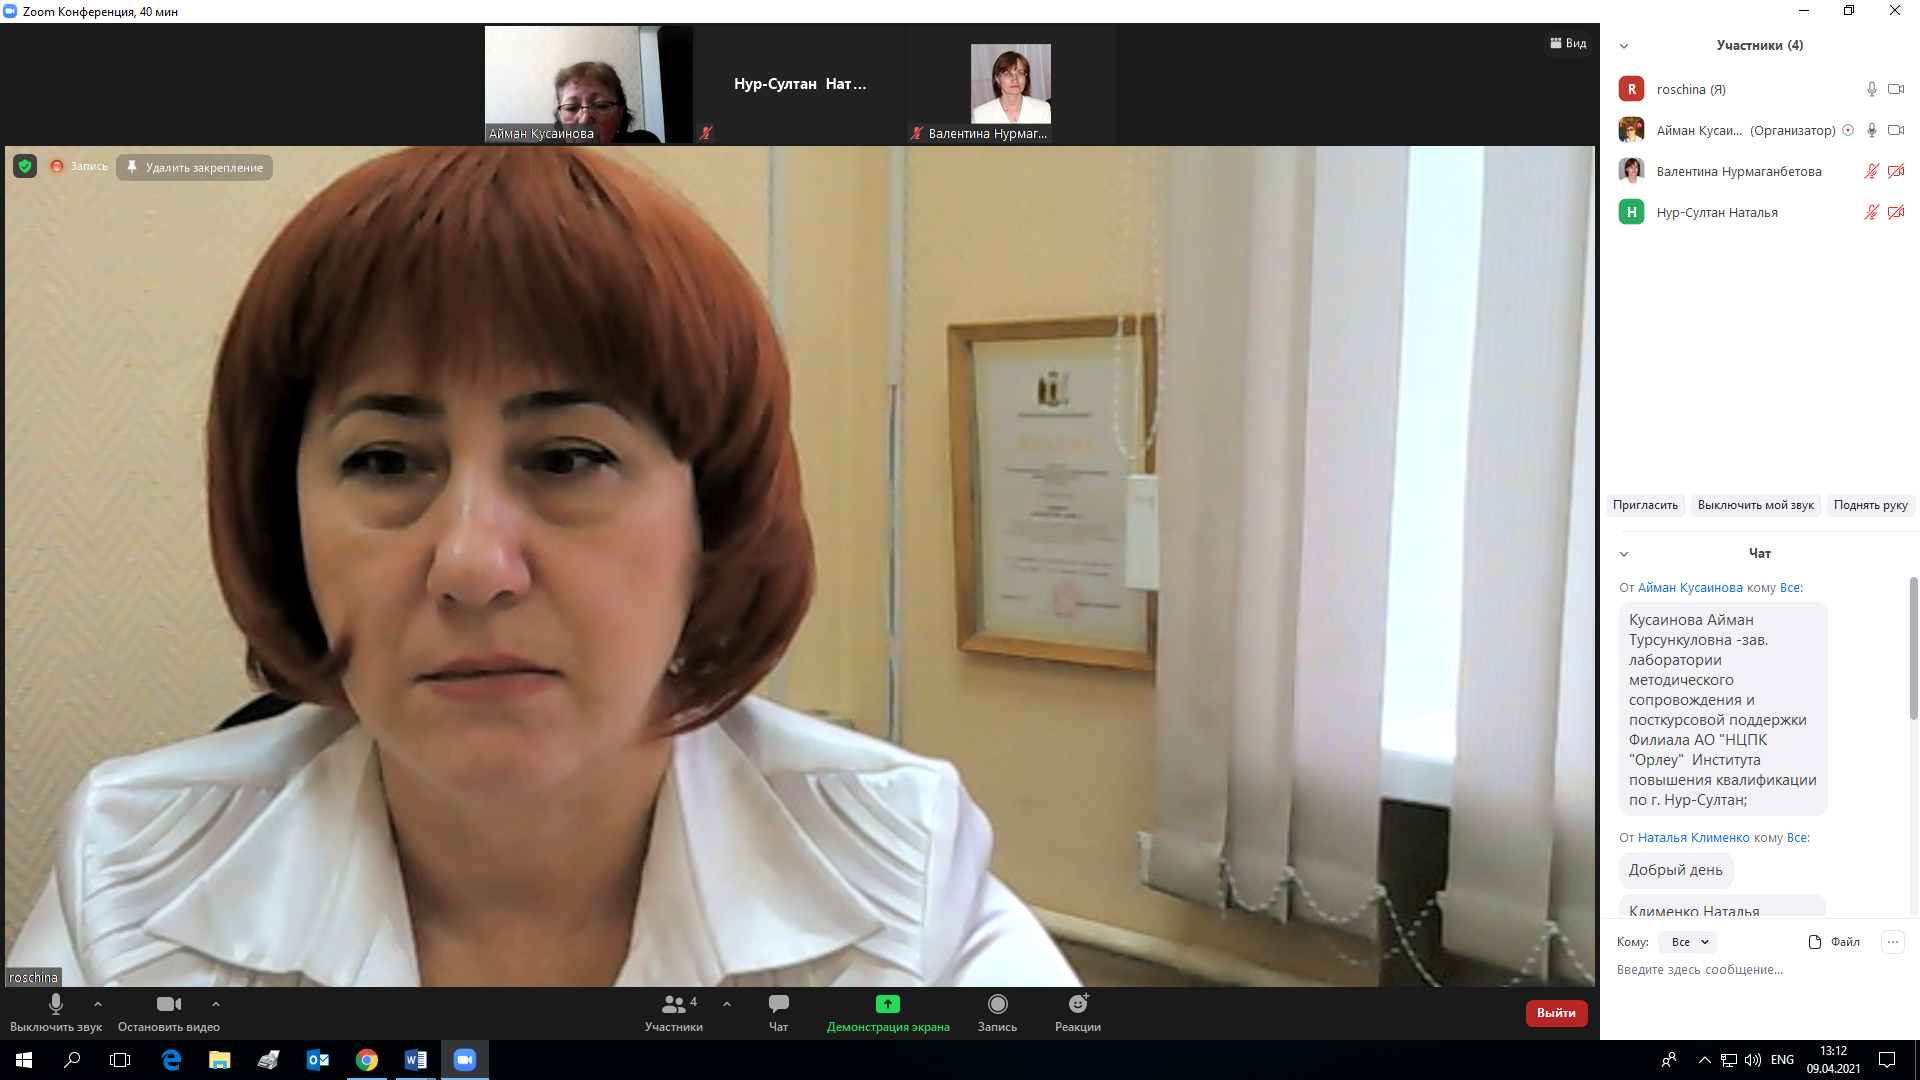 Zoom Конференция, 40 мин
Айман Кусаинова
Нур-Султан Нат...
Валентина Нурмаг...
Вид
Запись
Удалить закрепление
roschina
Участники (4)
R
roschina (Я)
Айман Кусаи... (Организатор)
Валентина Нурмаганбетова
Н
Нур-Султан Наталья
Пригласить
Выключить мой звук
Поднять руку
Чат
От Айман Кусаинова кому Все:
Кусаинова Айман
Турсункуловна -зав.
лаборатории
методического
сопровождения и
посткурсовой поддержки
Филиала АО "НЦПК
"Орлеу" Института
повышения квалификации
по г. Нур-Султан;
От Наталья Клименко кому Все:
Добрый день
Клименко Наталья
Кому: Все
Файл
Введите здесь сообщение...
Выключить звук
Остановить видео
4
Участники
Чат
Демонстрация экрана
Запись
Реакции
Выйти
ENG
13:12
09.04.2021